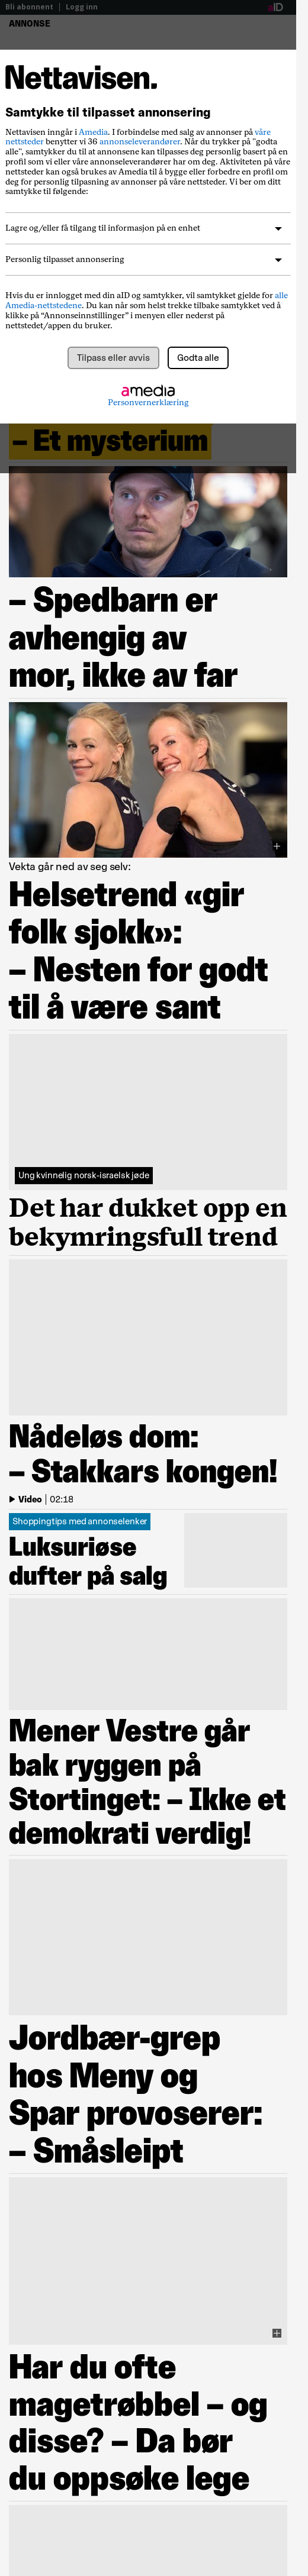 Bli abonnent | Logg inn
aID
ANNONSE
Nettavisen.
Samtykke til tilpasset annonsering
Nettavisen inngår i Amedia. I forbindelse med salg av annonser på våre
nettsteder benytter vi 36 annonseleverandører. Når du trykker på "godta
alle", samtykker du til at annonsene kan tilpasses deg personlig basert på en
profil som vi eller våre annonseleverandører har om deg. Aktiviteten på våre
nettsteder kan også brukes av Amedia til å bygge eller forbedre en profil om
deg for personlig tilpasning av annonser på våre nettsteder. Vi ber om ditt
samtykke til følgende:
Lagre og/eller få tilgang til informasjon på en enhet
Personlig tilpasset annonsering
Hvis du er innlogget med din aID og samtykker, vil samtykket gjelde for alle
Amedia-nettstedene. Du kan når som helst trekke tilbake samtykket ved å
klikke på “Annonseinnstillinger” i menyen eller nederst på
nettstedet/appen du bruker.
Tilpass eller avvis
Godta alle
amedia
Personvernerklæring
– Et mysterium
– Spedbarn er
avhengig av
mor, ikke av far
Vekta går ned av seg selv:
Helsetrend «gir
folk sjokk»:
– Nesten for godt
til å være sant
Ung kvinnelig norsk-israelsk jøde
Det har dukket opp en
bekymringsfull trend
Nådeløs dom:
– Stakkars kongen!
Video | 02:18
Shoppingtips med annonselenker
Luksuriøse
dufter på salg
Mener Vestre går
bak ryggen på
Stortinget: – Ikke et
demokrati verdig!
Jordbær-grep
hos Meny og
Spar provoserer:
– Småsleipt
Har du ofte
magetrøbbel – og
disse? – Da bør
du oppsøke lege